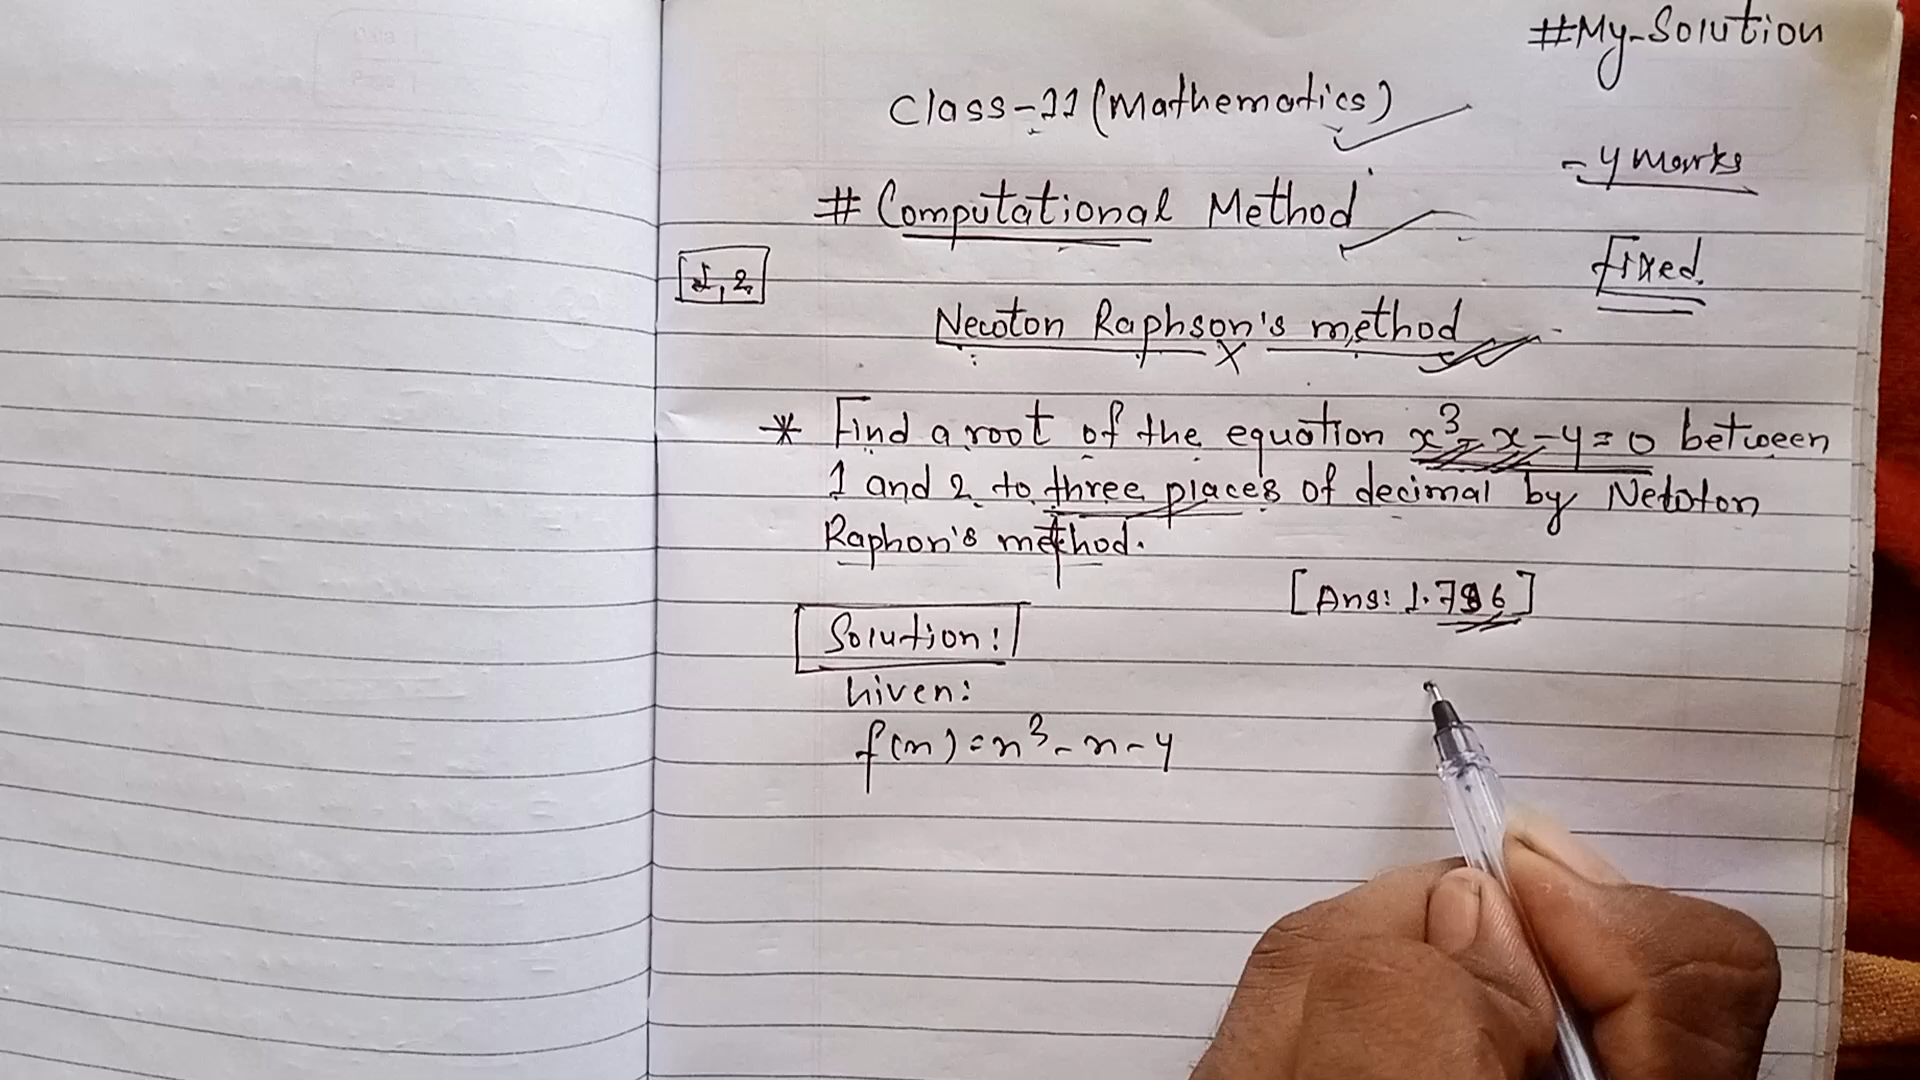 #My-Solution
Class-11 (Mathematics)
- 4 marks
# Computational Method
fixed.
1, 2
Newton Raphson's method
* Find a root of the equation x³-x-4=0 between
1 and 2 to three places of decimal by Newton
Raphon's method.
[Ans: 1.796]
Solution:
Given:
f(x)=x³-x-4